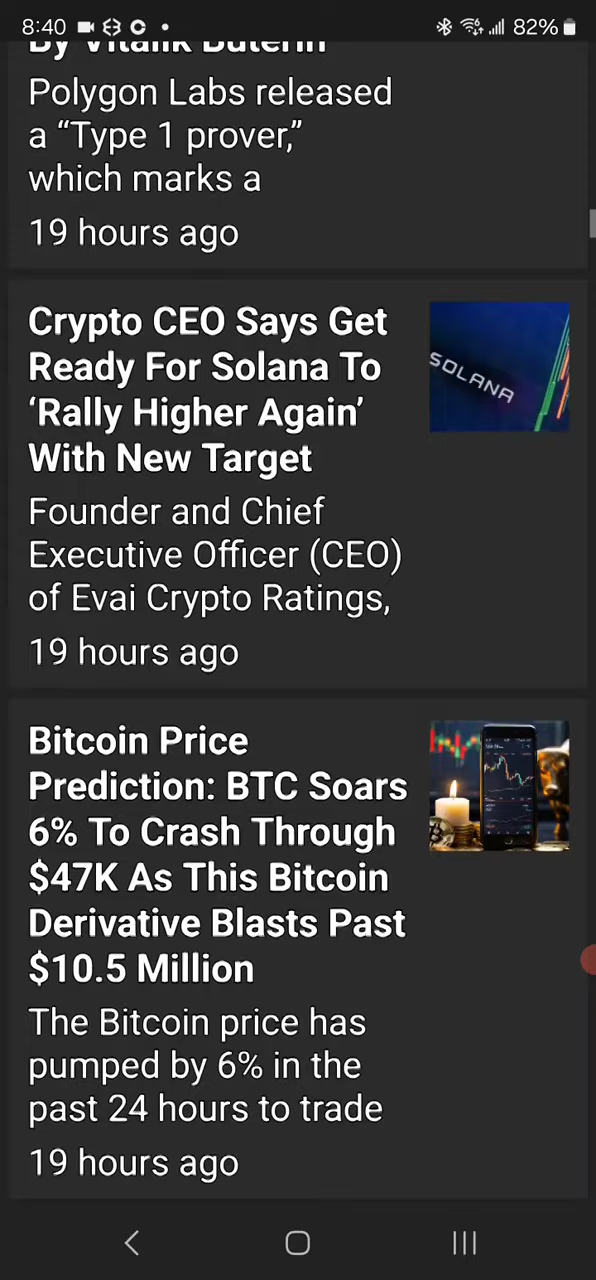 8:40
82%
By Vitalik Buterin
Polygon Labs released
a “Type 1 prover,”
which marks a
19 hours ago
Crypto CEO Says Get
Ready For Solana To
‘Rally Higher Again’
With New Target
SOLANA
Founder and Chief
Executive Officer (CEO)
of Evai Crypto Ratings,
19 hours ago
Bitcoin Price
Prediction: BTC Soars
6% To Crash Through
$47K As This Bitcoin
Derivative Blasts Past
$10.5 Million
The Bitcoin price has
pumped by 6% in the
past 24 hours to trade
19 hours ago